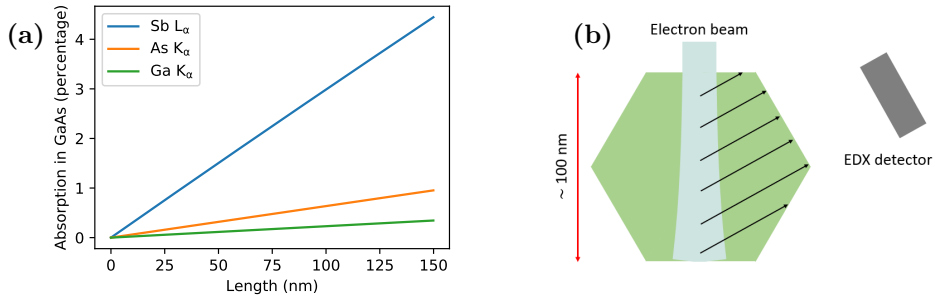 (a)
Absorption in GaAs (percentage)
4
3
2
1
0
Sb Lα
As Kα
Ga Kα
0 25 50 75 100 125 150
Length (nm)
(b)
Electron beam
~ 100 nm
EDX detector